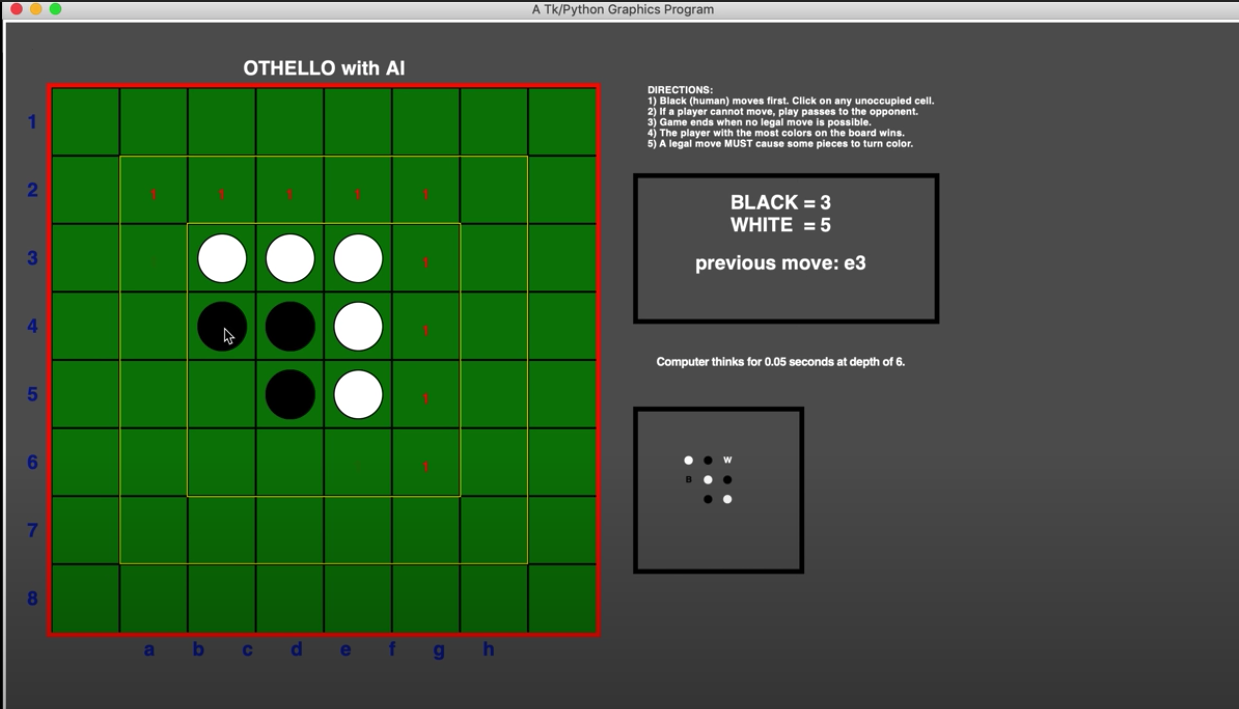 A Tk/Python Graphics Program
OTHELLO with AI
DIRECTIONS:
1) Black (human) moves first. Click on any unoccupied cell.
2) If a player cannot move, play passes to the opponent.
3) Game ends when no legal move is possible.
4) The player with the most colors on the board wins.
5) A legal move MUST cause some pieces to turn color.
1
2 1 1 1 1 1
3 1
4 1
5 1
6 1
7
8
a b c d e f g h
BLACK = 3
WHITE = 5
previous move: e3
Computer thinks for 0.05 seconds at depth of 6.
W
B